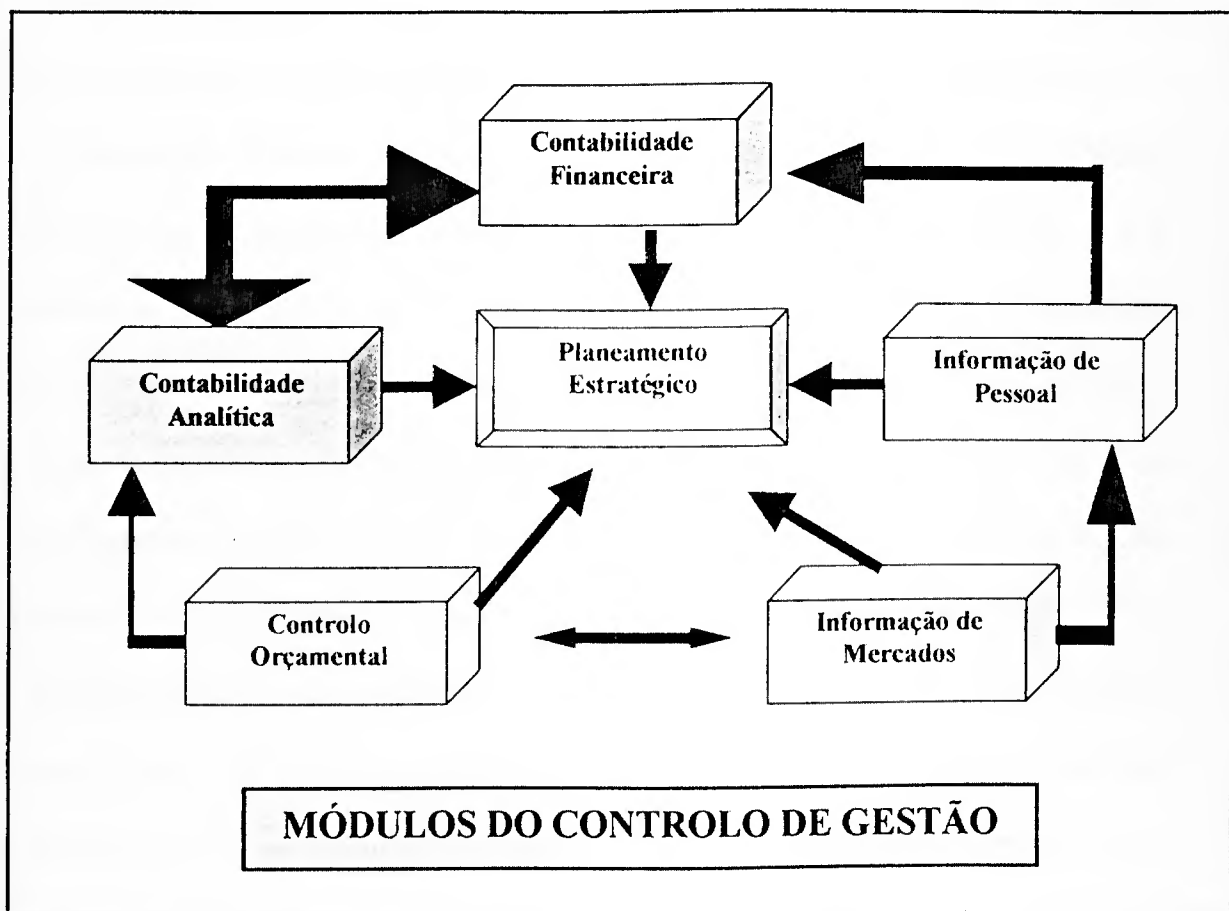 Contabilidade
Financeira
Planeamento
Estratégico
Contabilidade
Analítica
Informação de
Pessoal
Controlo
Orçamental
Informação de
Mercados
MÓDULOS DO CONTROLO DE GESTÃO